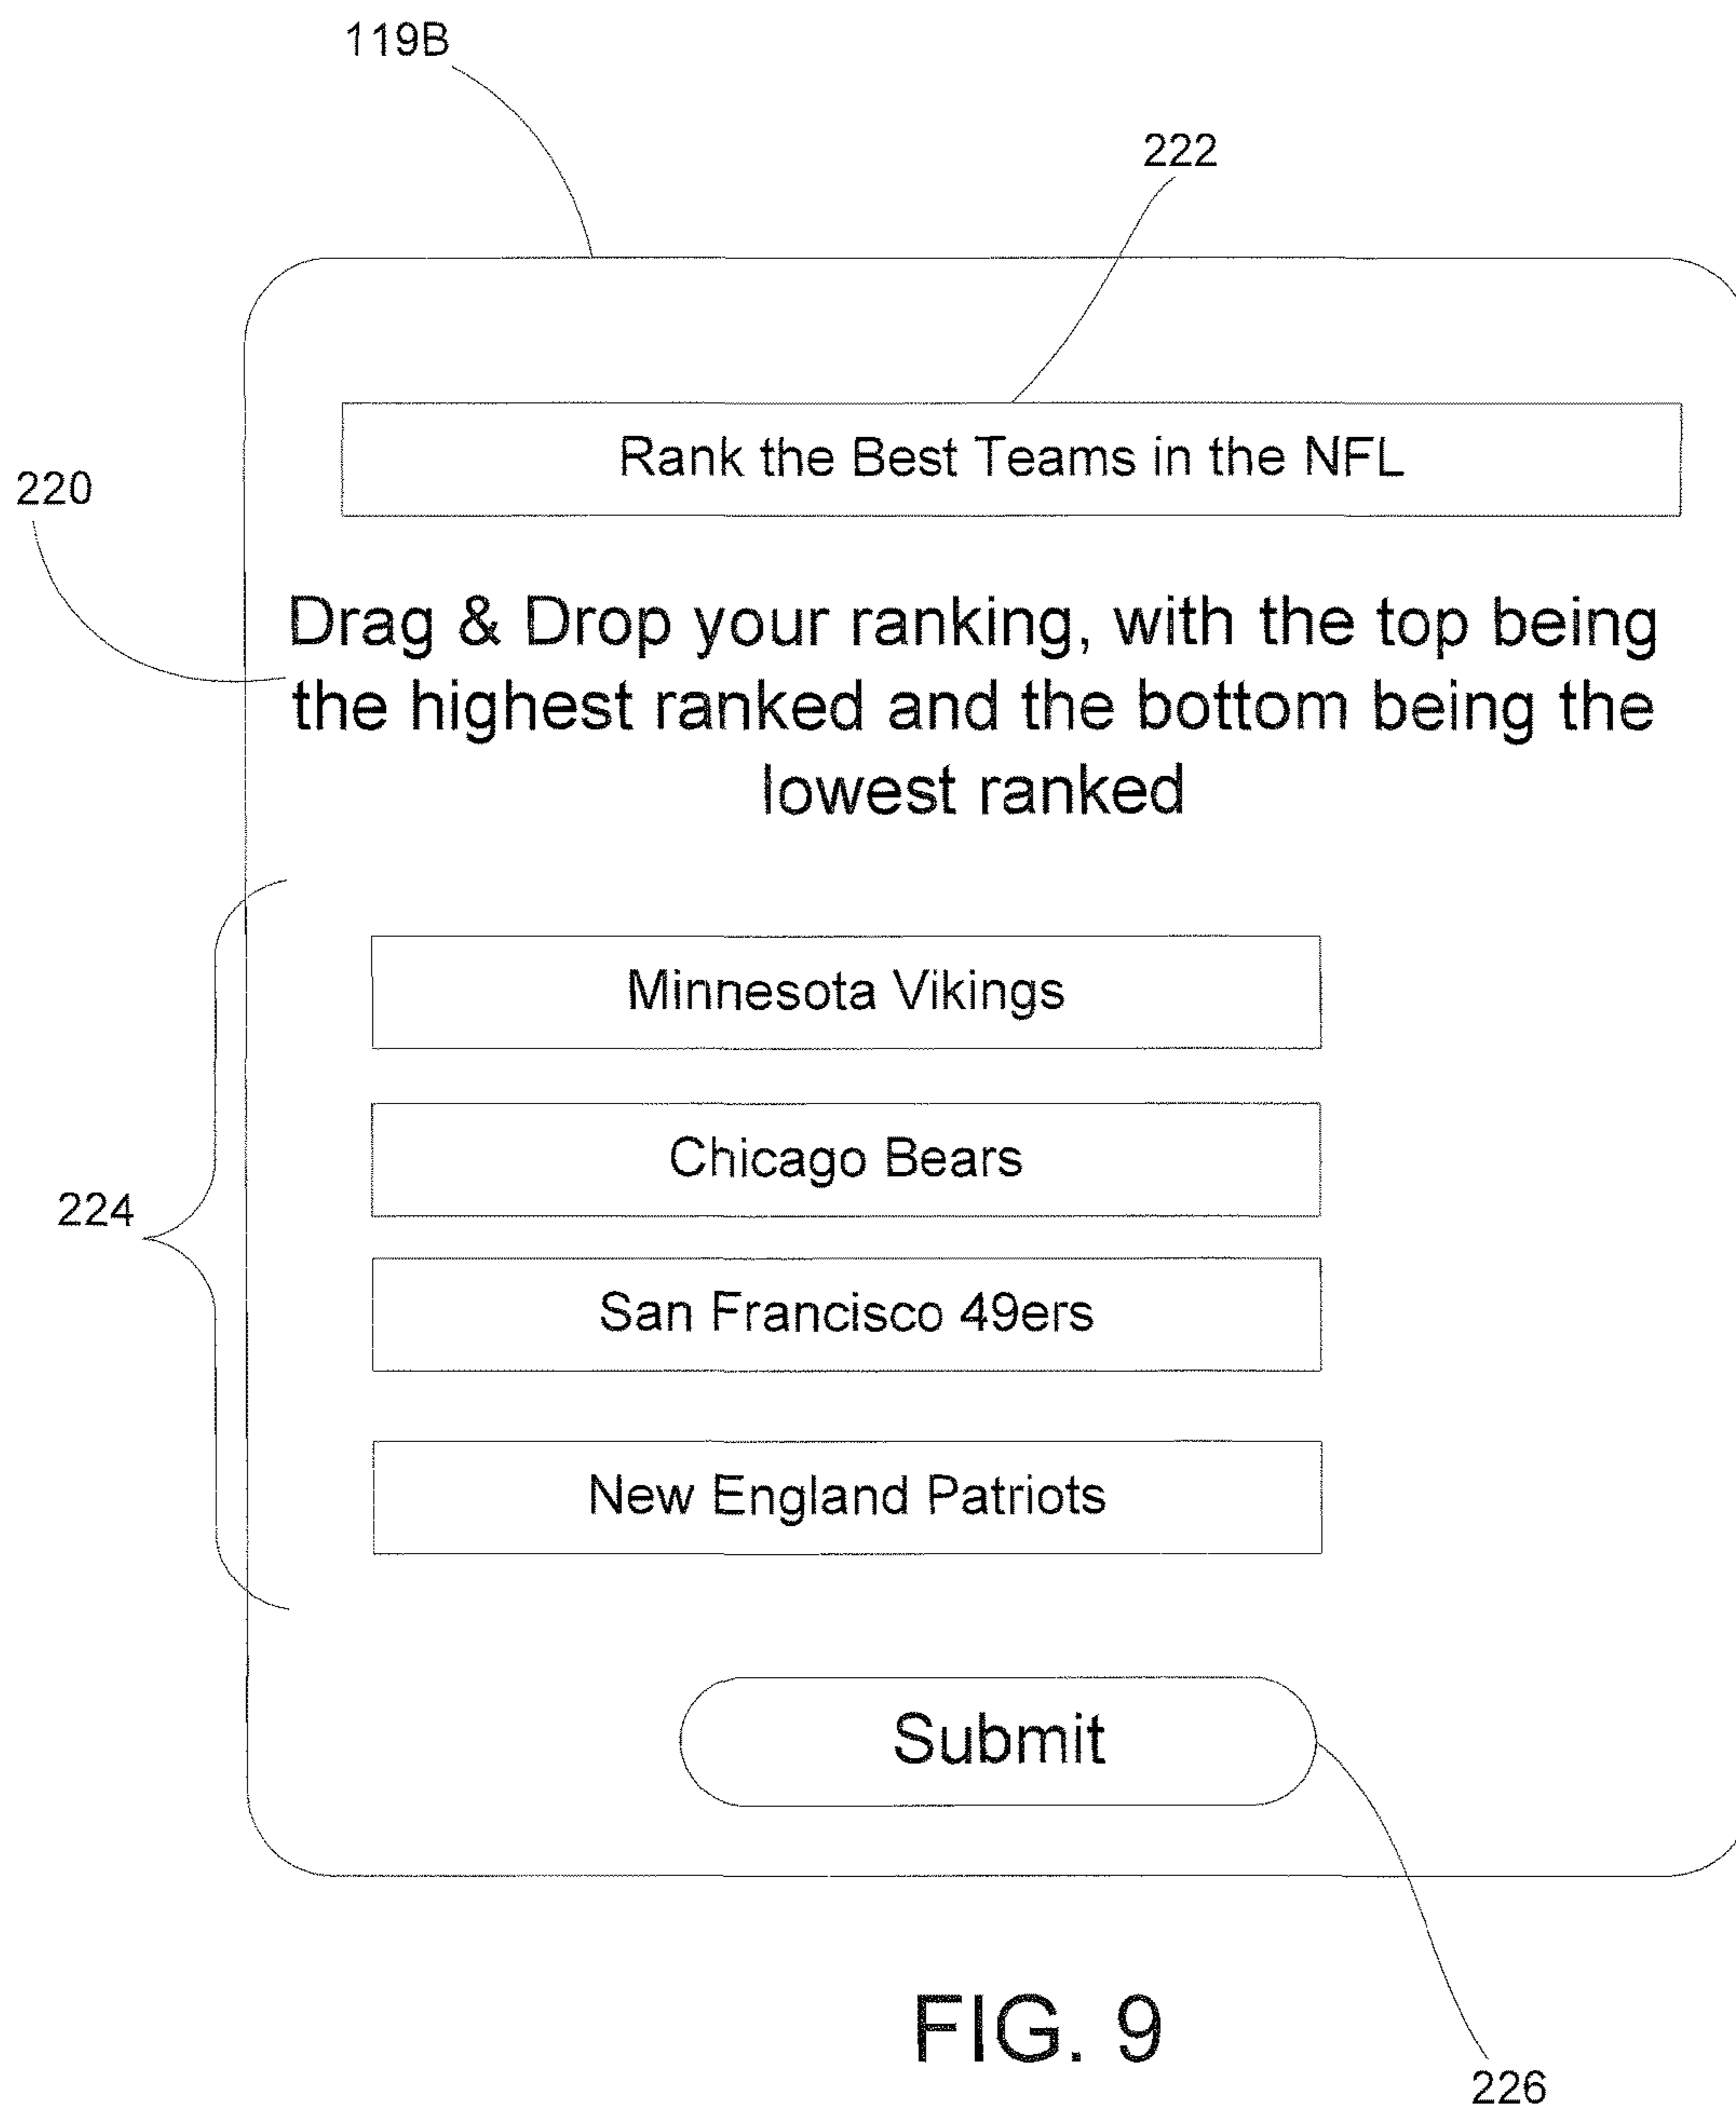 119B
222
Rank the Best Teams in the NFL
220
Drag & Drop your ranking, with the top being
the highest ranked and the bottom being the
lowest ranked
Minnesota Vikings
Chicago Bears
224
San Francisco 49ers
New England Patriots
Submit
FIG. 9
226